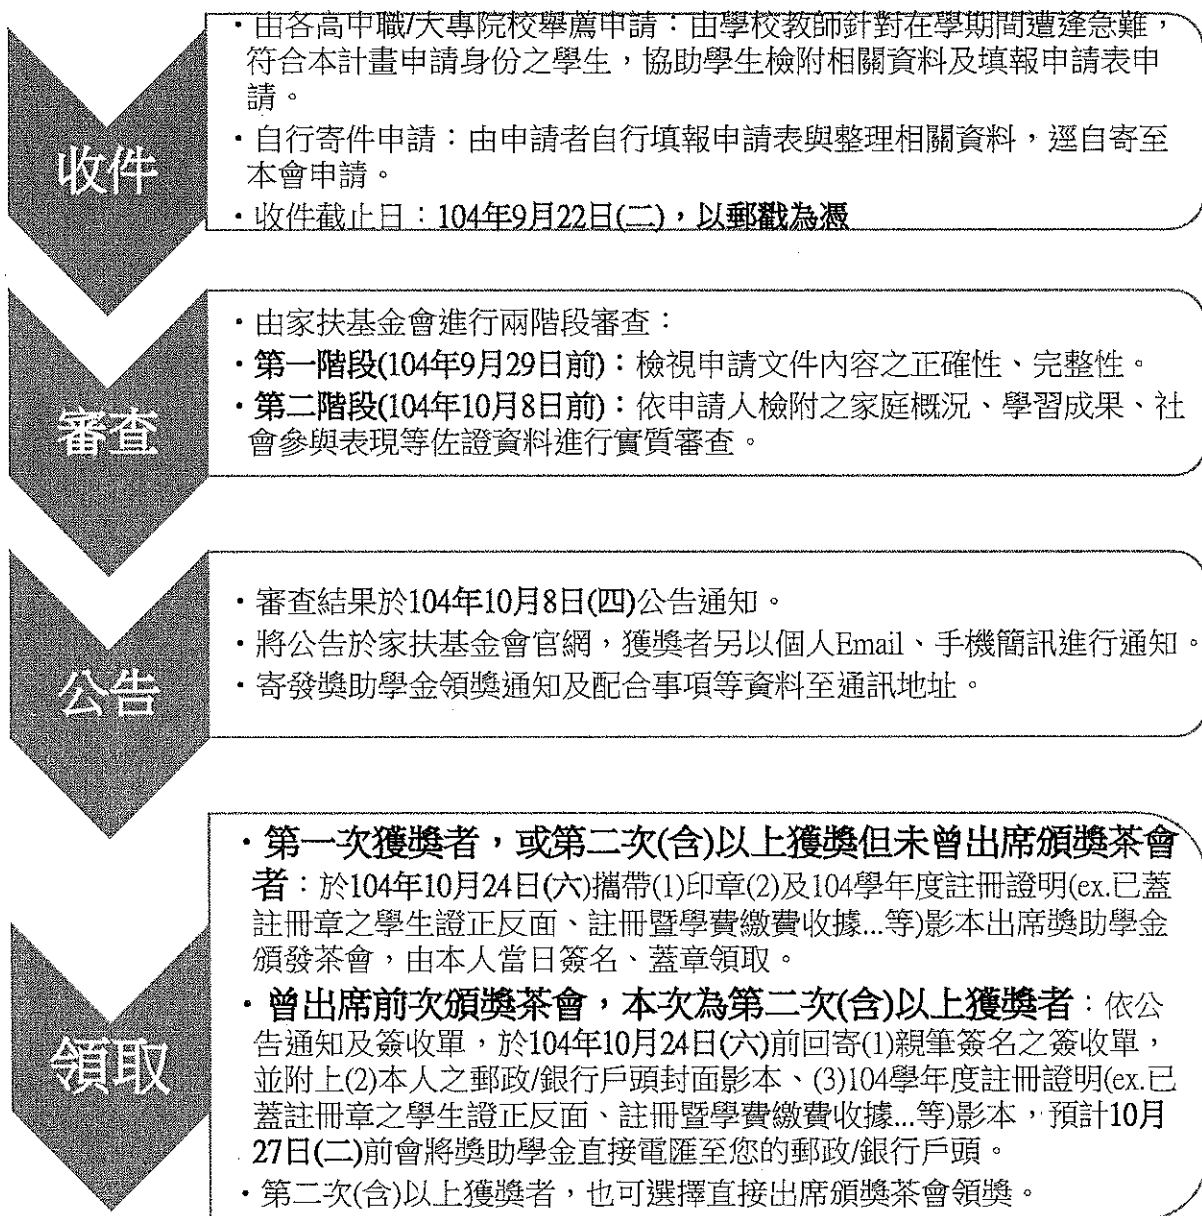 收件
・由各高中職/大專院校舉薦申請：由學校教師針對在學期間遭逢急難，
符合本計畫申請身份之學生，協助學生檢附相關資料及填報申請表申
請。
・自行寄件申請：由申請者自行填報申請表與整理相關資料，逕自寄至
本會申請。
・收件截止日：104年9月22日(二)，以郵戳為憑
審查
・由家扶基金會進行兩階段審查：
・第一階段(104年9月29日前)：檢視申請文件內容之正確性、完整性。
・第二階段(104年10月8日前)：依申請人檢附之家庭概況、學習成果、社
會參與表現等佐證資料進行實質審查。
公告
・審查結果於104年10月8日(四)公告通知。
・將公告於家扶基金會官網，獲獎者另以個人Email、手機簡訊進行通知。
・寄發獎助學金領獎通知及配合事項等資料至通訊地址。
領取
・第一次獲獎者，或第二次(含)以上獲獎但未曾出席頒獎茶會
者：於104年10月24日(六)攜帶(1)印章(2)及104學年度註冊證明(ex.已蓋
註冊章之學生證正反面、註冊暨學費繳費收據...等)影本出席獎助學金
頒發茶會，由本人當日簽名、蓋章領取。
・曾出席前次頒獎茶會，本次為第二次(含)以上獲獎者：依公
告通知及簽收單，於104年10月24日(六)前回寄(1)親筆簽名之簽收單，
並附上(2)本人之郵政/銀行戶頭封面影本、(3)104學年度註冊證明(ex.已
蓋註冊章之學生證正反面、註冊暨學費繳費收據...等)影本，預計10月
27日(二)前會將獎助學金直接電匯至您的郵政/銀行戶頭。
・第二次(含)以上獲獎者，也可選擇直接出席頒獎茶會領獎。